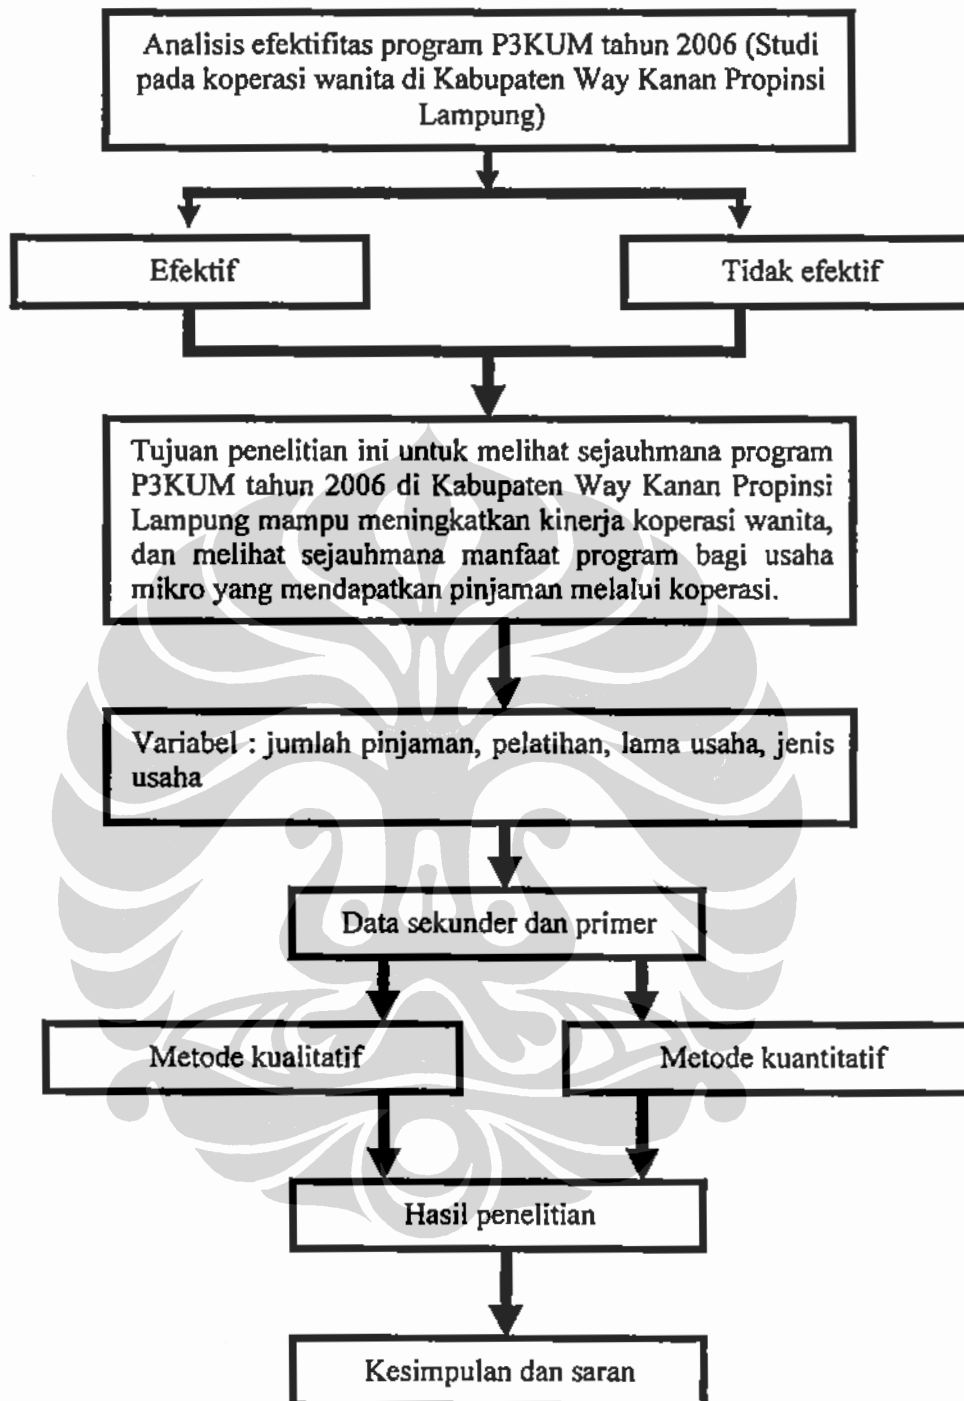 Analisis efektifitas program P3KUM tahun 2006 (Studi
pada koperasi wanita di Kabupaten Way Kanan Propinsi
Lampung)
Efektif
Tidak efektif
Tujuan penelitian ini untuk melihat sejauhmana program
P3KUM tahun 2006 di Kabupaten Way Kanan Propinsi
Lampung mampu meningkatkan kinerja koperasi wanita,
dan melihat sejauhmana manfaat program bagi usaha
mikro yang mendapatkan pinjaman melalui koperasi.
Variabel : jumlah pinjaman, pelatihan, lama usaha, jenis
usaha
Data sekunder dan primer
Metode kualitatif
Metode kuantitatif
Hasil penelitian
Kesimpulan dan saran